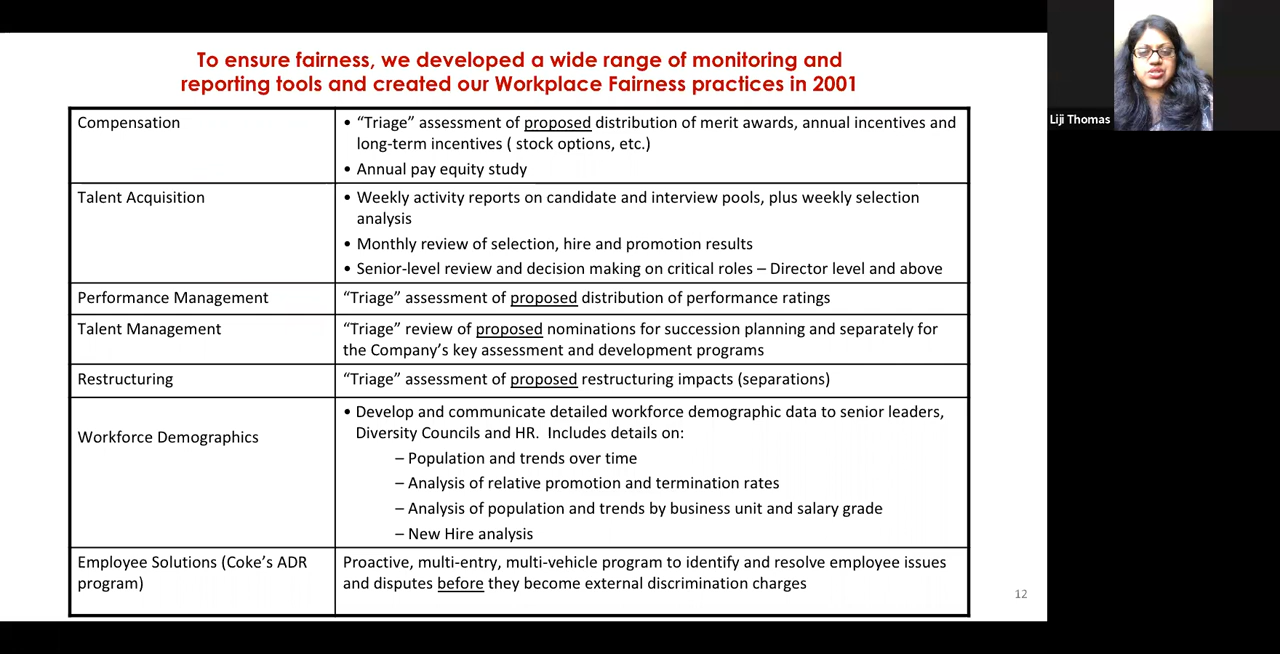 To ensure fairness, we developed a wide range of monitoring and
reporting tools and created our Workplace Fairness practices in 2001
Compensation
• “Triage” assessment of proposed distribution of merit awards, annual incentives and
long-term incentives ( stock options, etc.)
• Annual pay equity study
Talent Acquisition
• Weekly activity reports on candidate and interview pools, plus weekly selection
analysis
• Monthly review of selection, hire and promotion results
• Senior-level review and decision making on critical roles – Director level and above
Performance Management
“Triage” assessment of proposed distribution of performance ratings
Talent Management
“Triage” review of proposed nominations for succession planning and separately for
the Company’s key assessment and development programs
Restructuring
“Triage” assessment of proposed restructuring impacts (separations)
Workforce Demographics
• Develop and communicate detailed workforce demographic data to senior leaders,
Diversity Councils and HR.  Includes details on:
– Population and trends over time
– Analysis of relative promotion and termination rates
– Analysis of population and trends by business unit and salary grade
– New Hire analysis
Employee Solutions (Coke’s ADR
program)
Proactive, multi-entry, multi-vehicle program to identify and resolve employee issues
and disputes before they become external discrimination charges
12
Liji Thomas